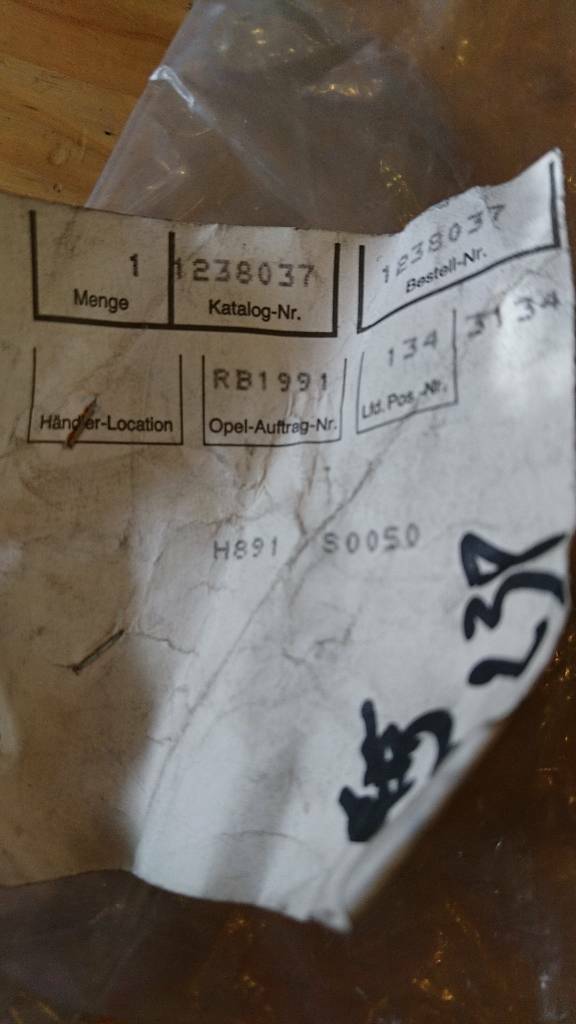 1 1238037 1238037
Menge Katalog-Nr. Bestell-Nr.
RB1991 134 3134
Händler-Location Opel-Auftrag-Nr. Lfd. Pos.-Nr.
H891 S0050